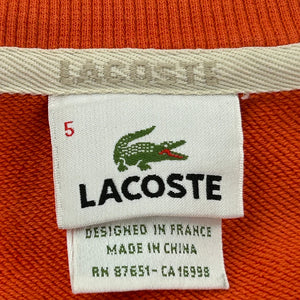 LACOSTE
5
LACOSTE
DESIGNED IN FRANCE
MADE IN CHINA
RN 87651 - CA 16998